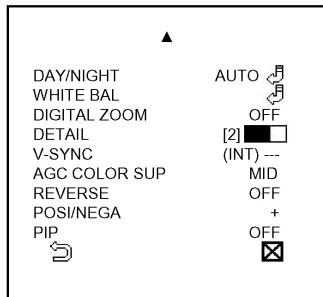 DAY/NIGHT AUTO
WHITE BAL
DIGITAL ZOOM OFF
DETAIL [2]
V-SYNC (INT) ---
AGC COLOR SUP MID
REVERSE OFF
POSI/NEGA +
PIP OFF